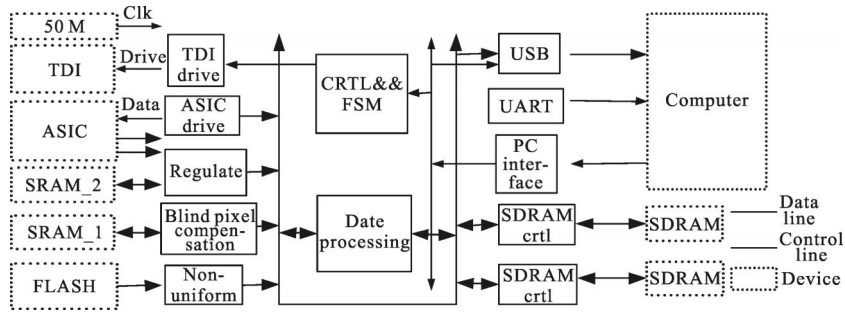 50 M
Clk
TDI
Drive
TDI
drive
ASIC
Data
ASIC
drive
SRAM_2
Regulate
SRAM_1
Blind pixel
compen-
sation
FLASH
Non-
uniform
CRTL&&
FSM
Date
processing
USB
UART
PC
inter-
face
SDRAM
crtl
SDRAM
crtl
Computer
SDRAM
SDRAM
Data
line
Control
line
Device